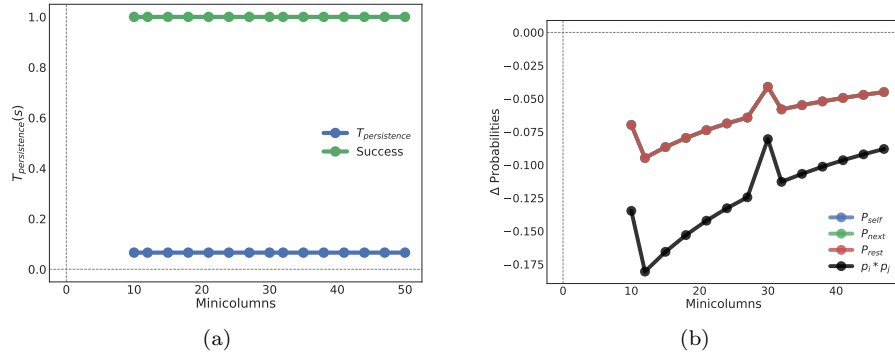 1.0
0.8
0.6
0.4
0.2
0.0
T_persistence(s)
T_persistence
Success
0 10 20 30 40 50
Minicolumns
(a)
0.000
−0.025
−0.050
−0.075
−0.100
−0.125
−0.150
−0.175
Δ Probabilities
P_self
P_next
P_rest
p_i * p_j
0 10 20 30 40
Minicolumns
(b)